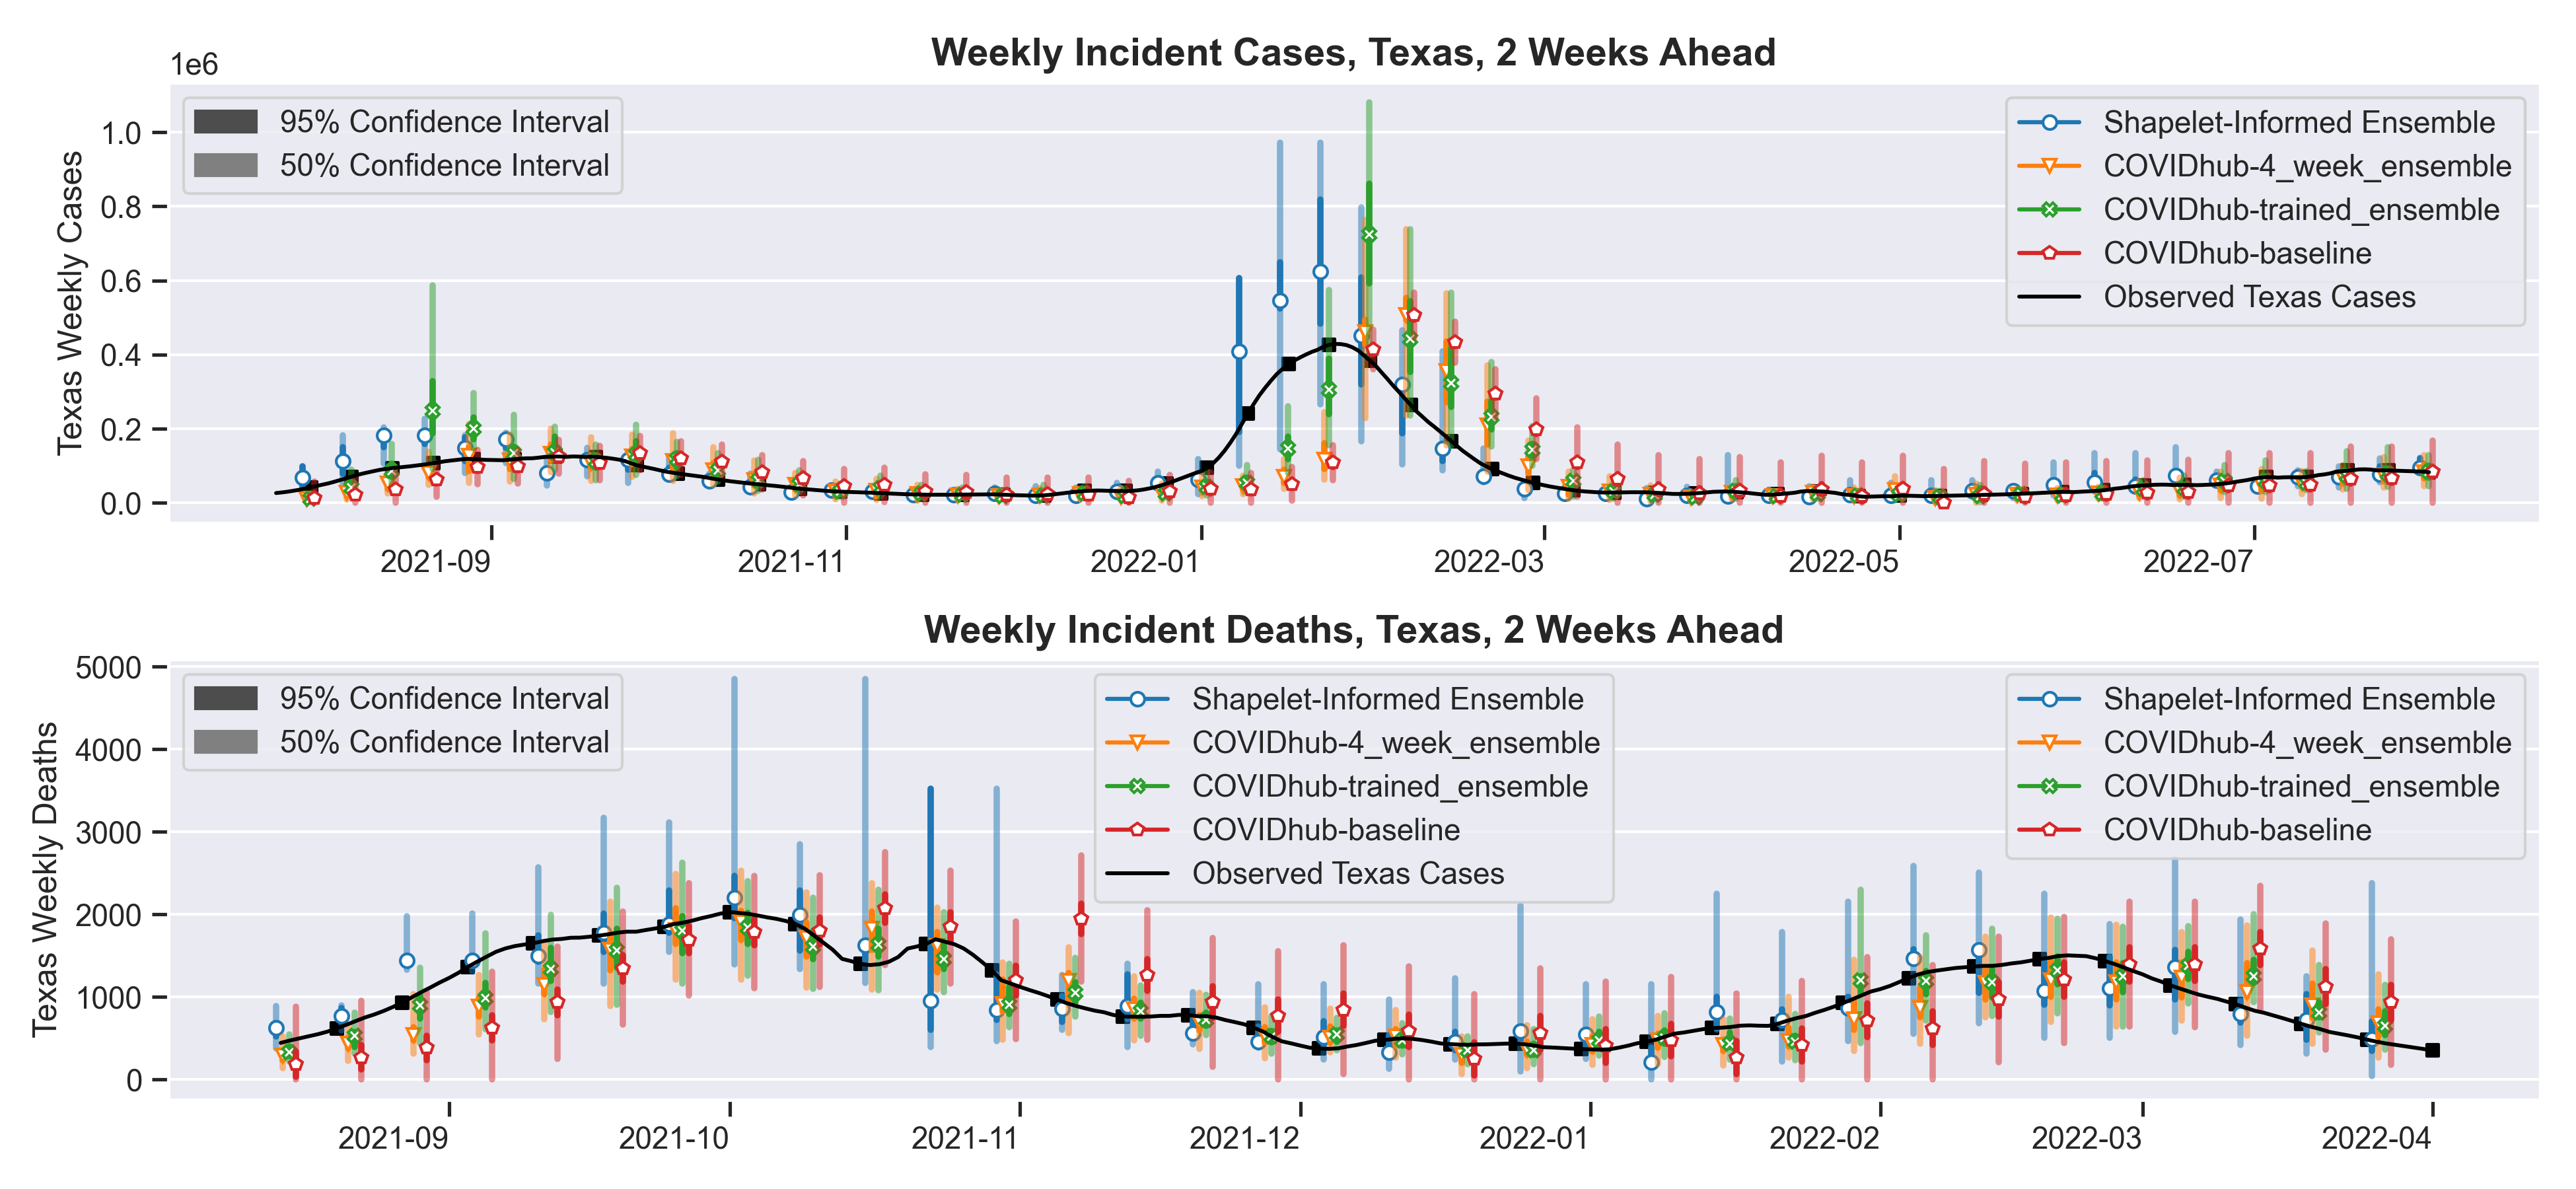 Weekly Incident Cases, Texas, 2 Weeks Ahead
1e6
Texas Weekly Cases
1.0
0.8
0.6
0.4
0.2
0.0
95% Confidence Interval
50% Confidence Interval
Shapelet-Informed Ensemble
COVIDhub-4_week_ensemble
COVIDhub-trained_ensemble
COVIDhub-baseline
Observed Texas Cases
2021-09 2021-11 2022-01 2022-03 2022-05 2022-07
Weekly Incident Deaths, Texas, 2 Weeks Ahead
Texas Weekly Deaths
5000
4000
3000
2000
1000
0
95% Confidence Interval
50% Confidence Interval
Shapelet-Informed Ensemble
COVIDhub-4_week_ensemble
COVIDhub-trained_ensemble
COVIDhub-baseline
Observed Texas Cases
Shapelet-Informed Ensemble
COVIDhub-4_week_ensemble
COVIDhub-trained_ensemble
COVIDhub-baseline
2021-09 2021-10 2021-11 2021-12 2022-01 2022-02 2022-03 2022-04